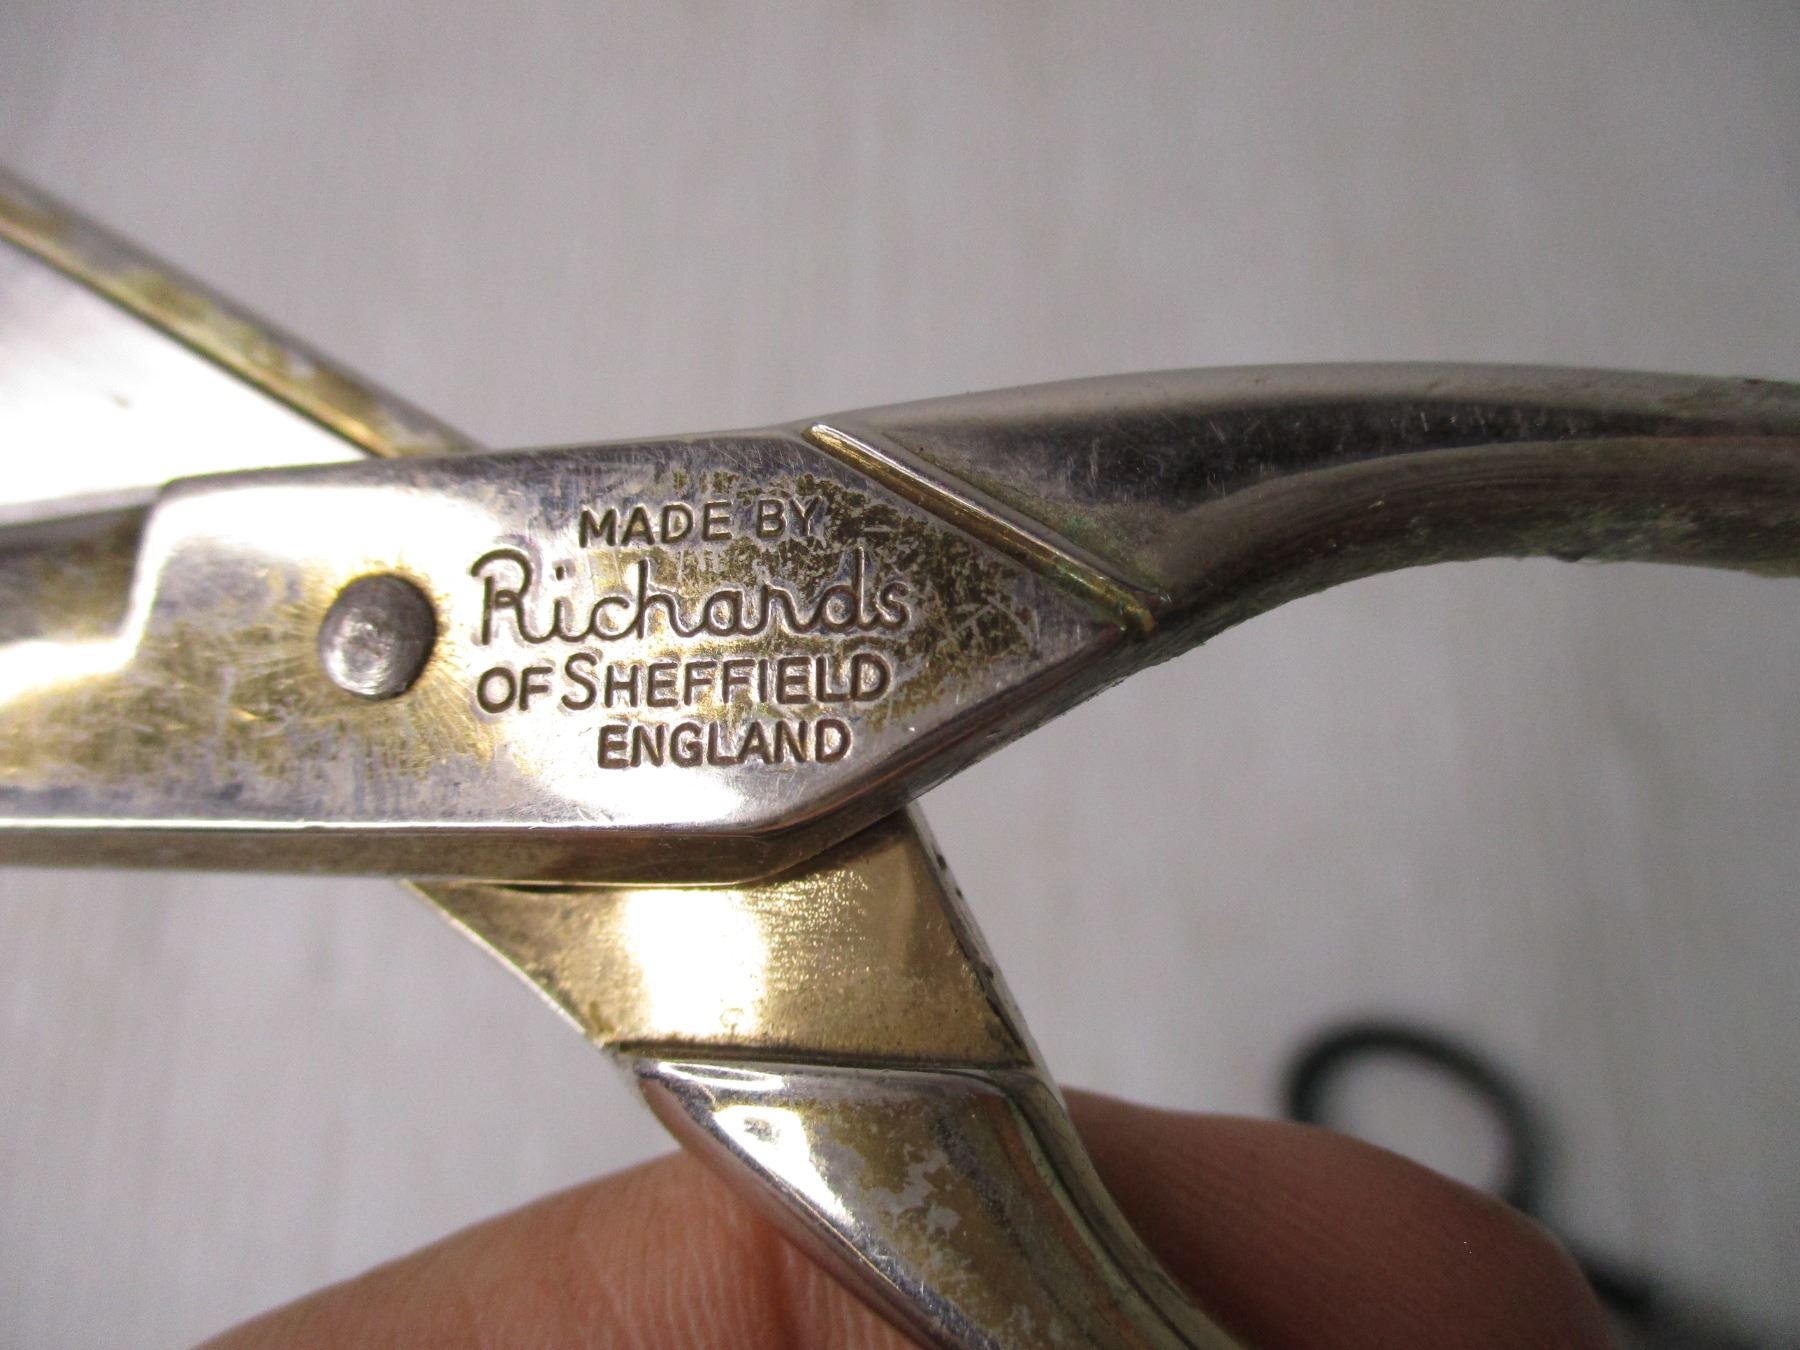 MADE BY
Richards
OF SHEFFIELD
ENGLAND